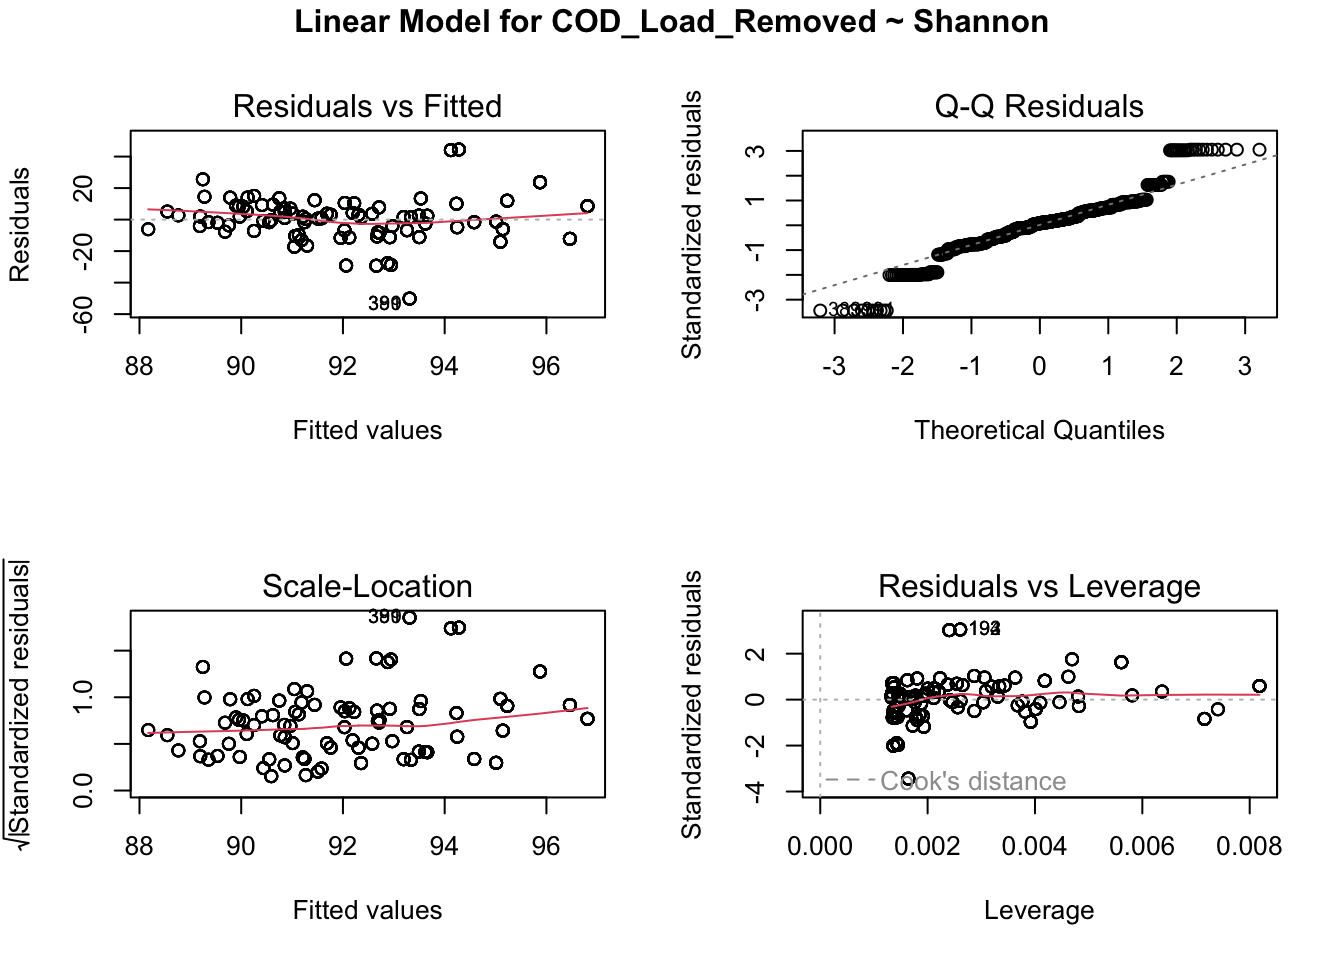 Linear Model for COD_Load_Removed ~ Shannon
Residuals vs Fitted
Residuals
20
-20
-60
88 90 92 94 96
Fitted values
Q-Q Residuals
Standardized residuals
3
1
-1
-3
-3 -2 -1 0 1 2 3
Theoretical Quantiles
Scale-Location
√|Standardized residuals|
1.0
0.0
88 90 92 94 96
Fitted values
Residuals vs Leverage
Standardized residuals
2
0
-2
-4
Cook's distance
0.000 0.002 0.004 0.006 0.008
Leverage